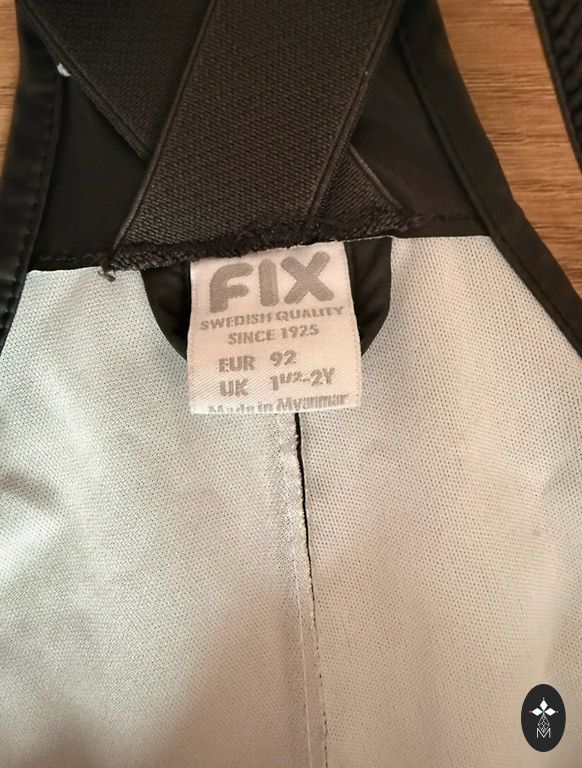 FIX
SWEDISH QUALITY
SINCE 1925
EUR 92
UK 1½-2Y
Made in Myanmar
M